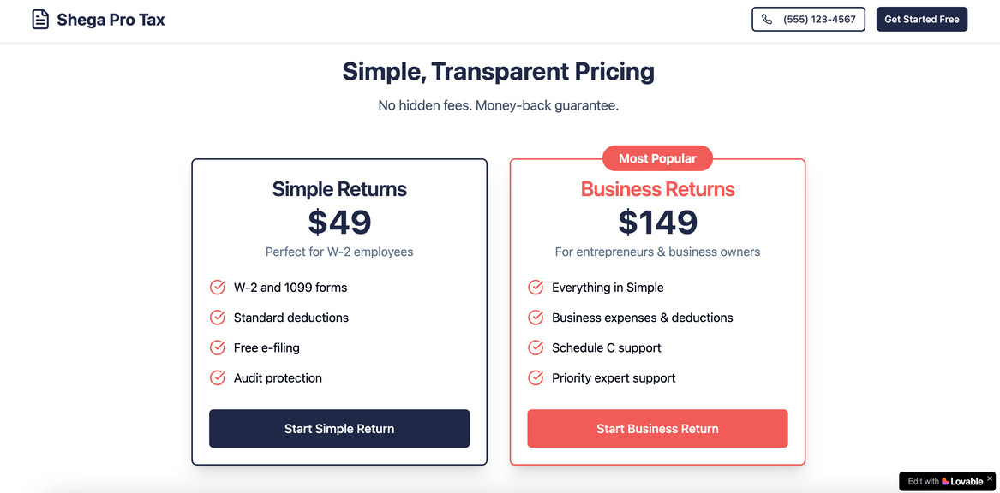 Shega Pro Tax
(555) 123-4567
Get Started Free
Simple, Transparent Pricing
No hidden fees. Money-back guarantee.
Simple Returns
$49
Perfect for W-2 employees
W-2 and 1099 forms
Standard deductions
Free e-filing
Audit protection
Start Simple Return
Most Popular
Business Returns
$149
For entrepreneurs & business owners
Everything in Simple
Business expenses & deductions
Schedule C support
Priority expert support
Start Business Return
Edit with Lovable